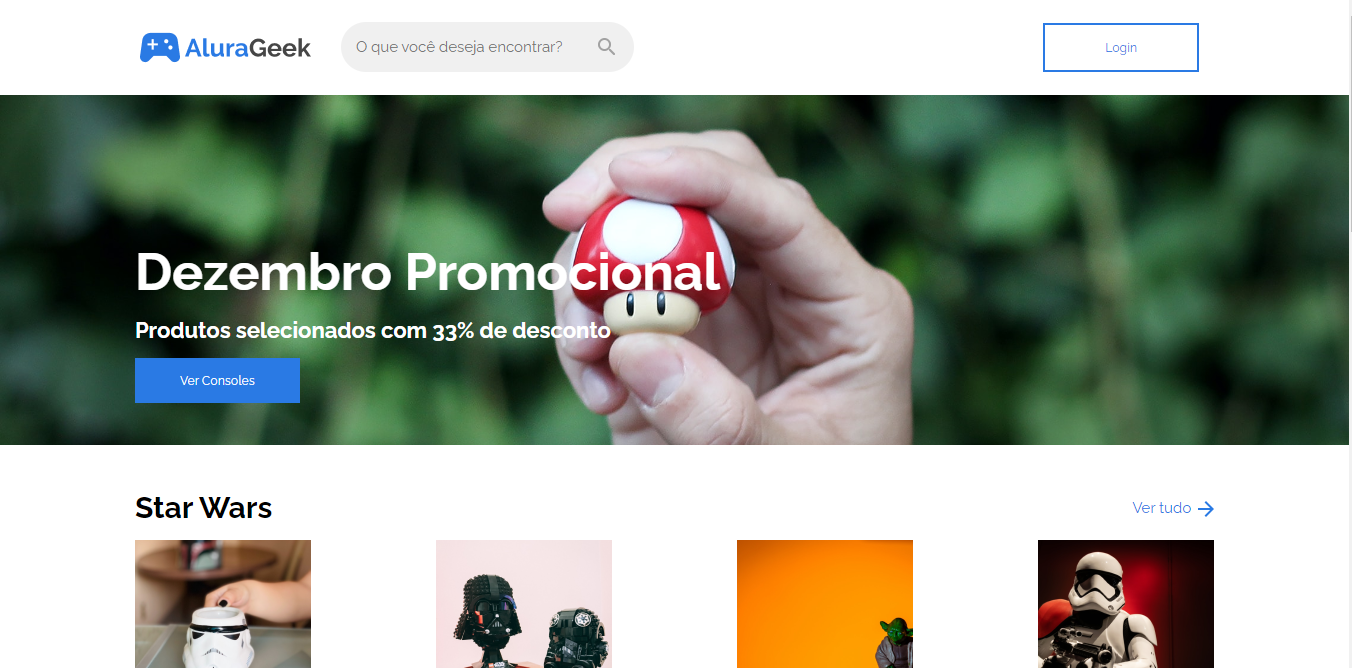 AluraGeek
O que você deseja encontrar?
Login
Dezembro Promocional
Produtos selecionados com 33% de desconto
Ver Consoles
Star Wars
Ver tudo